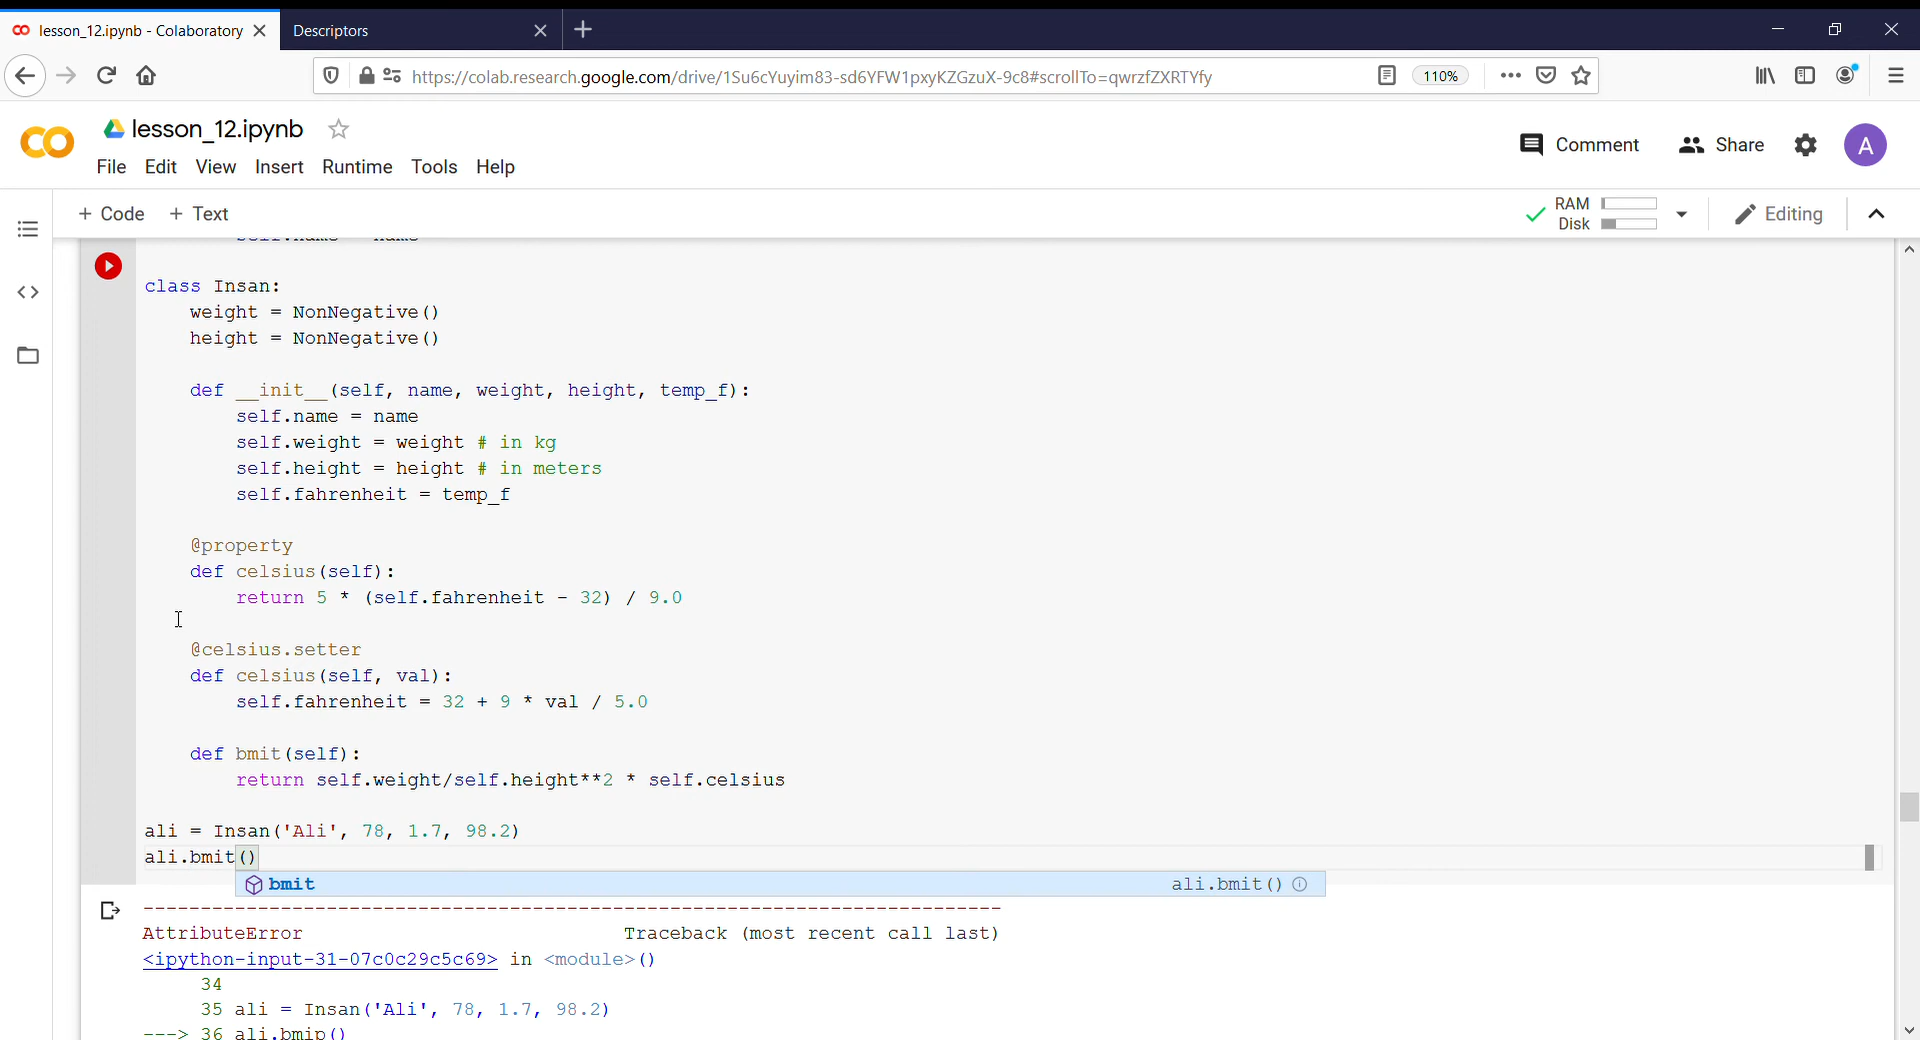 lesson_12.ipynb - Colaboratory
Descriptors
https://colab.research.google.com/drive/1Su6cYuyim83-sd6YFW1pxyKZGzuX-9c8#scrollTo=qwrzfZXRTYfy
110%
lesson_12.ipynb
File Edit View Insert Runtime Tools Help
Comment
Share
A
+ Code + Text
RAM
Disk
Editing
self.name = name
class Insan:
weight = NonNegative()
height = NonNegative()
def __init__(self, name, weight, height, temp_f):
self.name = name
self.weight = weight # in kg
self.height = height # in meters
self.fahrenheit = temp_f
@property
def celsius(self):
return 5 * (self.fahrenheit - 32) / 9.0
@celsius.setter
def celsius(self, val):
self.fahrenheit = 32 + 9 * val / 5.0
def bmit(self):
return self.weight/self.height**2 * self.celsius
ali = Insan('Ali', 78, 1.7, 98.2)
ali.bmit()
bmit ali.bmit()
---------------------------------------------------------------------------
AttributeError Traceback (most recent call last)
<ipython-input-31-07c0c29c5c69> in <module>()
34
35 ali = Insan('Ali', 78, 1.7, 98.2)
---> 36 ali.bmip()